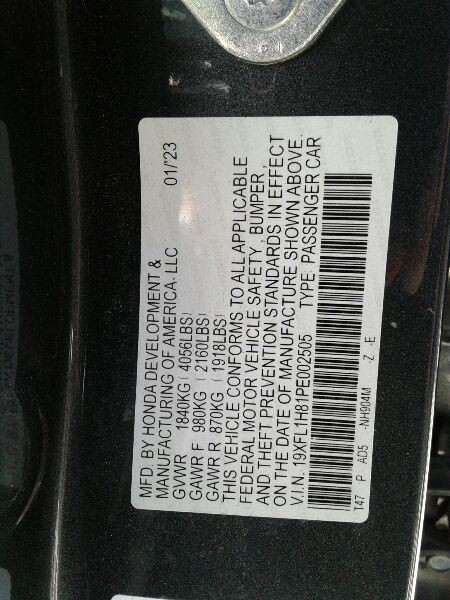 MFD. BY HONDA DEVELOPMENT &
MANUFACTURING OF AMERICA, LLC 01/'23
GVWR 1840KG(4056LBS)
GAWR F 980KG(2160LBS)
GAWR R 870KG(1918LBS)
THIS VEHICLE CONFORMS TO ALL APPLICABLE
FEDERAL MOTOR VEHICLE SAFETY, BUMPER,
AND THEFT PREVENTION STANDARDS IN EFFECT
ON THE DATE OF MANUFACTURE SHOWN ABOVE.
V.I.N. 19XFL1H81PE002505 TYPE: PASSENGER CAR
T47 P AD5 -NH904M -Z -E